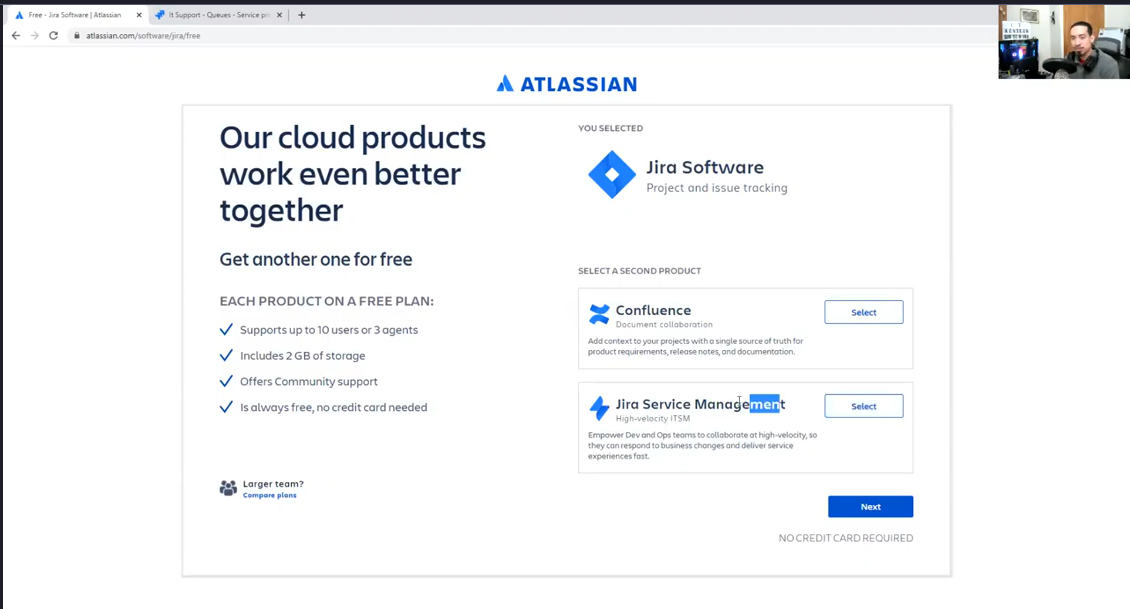 Free - Jira Software | Atlassian
It Support - Queues - Service pr
atlassian.com/software/jira/free
ATLASSIAN
Our cloud products
work even better
together
Get another one for free
EACH PRODUCT ON A FREE PLAN:
Supports up to 10 users or 3 agents
Includes 2 GB of storage
Offers Community support
Is always free, no credit card needed
Larger team?
Compare plans
YOU SELECTED
Jira Software
Project and issue tracking
SELECT A SECOND PRODUCT
Confluence
Document collaboration
Select
Add context to your projects with a single source of truth for
product requirements, release notes, and documentation.
Jira Service Management
High-velocity ITSM
Select
Empower Dev and Ops teams to collaborate at high-velocity, so
they can respond to business changes and deliver service
experiences fast.
Next
NO CREDIT CARD REQUIRED